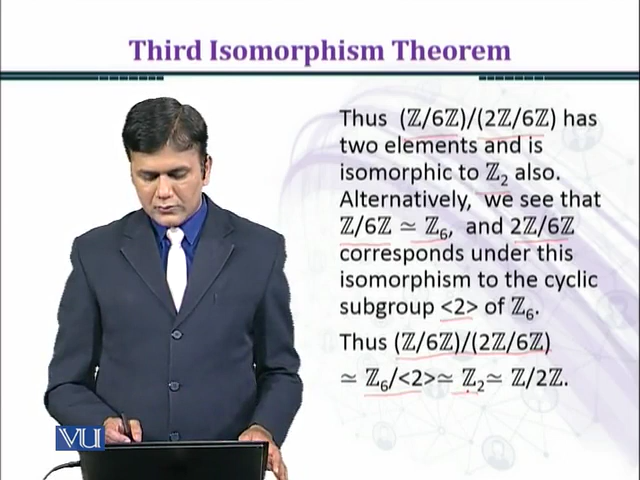 Third Isomorphism Theorem
Thus (ℤ/6ℤ)/(2ℤ/6ℤ) has
two elements and is
isomorphic to ℤ₂ also.
Alternatively, we see that
ℤ/6ℤ ≃ ℤ₆, and 2ℤ/6ℤ
corresponds under this
isomorphism to the cyclic
subgroup <2> of ℤ₆.
Thus (ℤ/6ℤ)/(2ℤ/6ℤ)
≃ ℤ₆/<2>≃ ℤ₂≃ ℤ/2ℤ.
VU